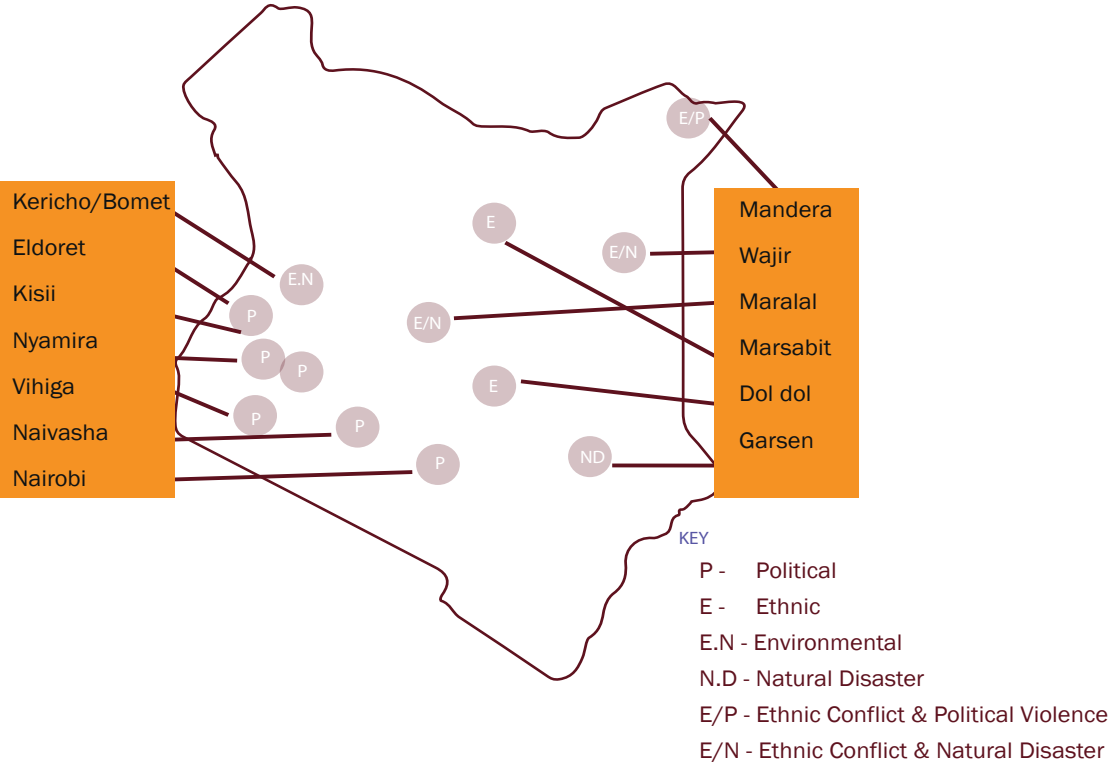 Kericho/Bomet
Eldoret
Kisii
Nyamira
Vihiga
Naivasha
Nairobi
E.N
P
P
P
P
P
P
E/P
E
E/N
E/N
E
ND
Mandera
Wajir
Maralal
Marsabit
Dol dol
Garsen
KEY
P - Political
E - Ethnic
E.N - Environmental
N.D - Natural Disaster
E/P - Ethnic Conflict & Political Violence
E/N - Ethnic Conflict & Natural Disaster